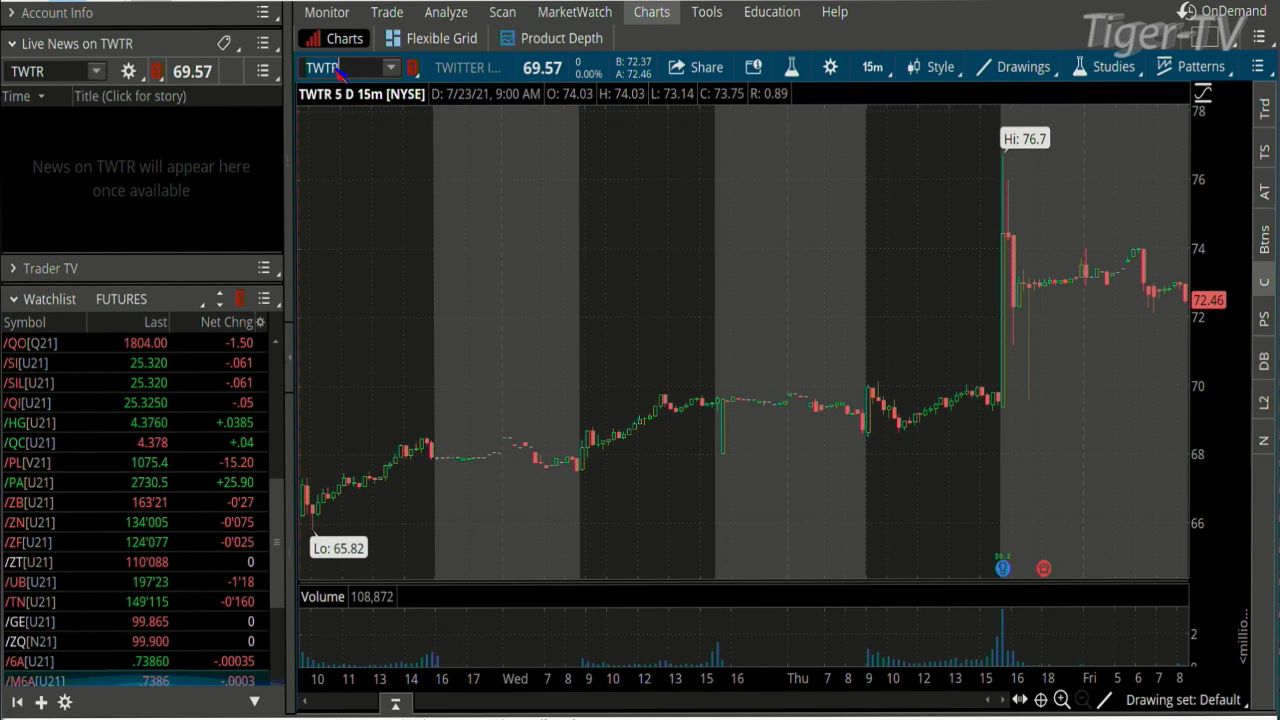 Account Info
Monitor Trade Analyze Scan MarketWatch Charts Tools Education Help
OnDemand
Tiger-TV
Live News on TWTR
Charts Flexible Grid Product Depth
TWTR 69.57
TWTR TWITTER I... 69.57 0 0.00% B: 72.37 A: 72.46 Share 15m Style Drawings Studies Patterns
Time Title (Click for story)
TWTR 5 D 15m [NYSE] D: 7/23/21, 9:00 AM O: 74.03 H: 74.03 L: 73.14 C: 73.75 R: 0.89
News on TWTR will appear here
once available
Trader TV
Watchlist FUTURES
Symbol Last Net Chng
/QO[Q21] 1804.00 -1.50
/SI[U21] 25.320 -.061
/SIL[U21] 25.320 -.061
/QI[U21] 25.3250 -.05
/HG[U21] 4.3760 +.0385
/QC[U21] 4.378 +.04
/PL[V21] 1075.4 -15.20
/PA[U21] 2730.5 +25.90
/ZB[U21] 163'21 -0'27
/ZN[U21] 134'005 -0'075
/ZF[U21] 124'077 -0'025
/ZT[U21] 110'088 0
/UB[U21] 197'23 -1'18
/TN[U21] 149'115 -0'160
/GE[U21] 99.865 0
/ZQ[N21] 99.900 0
/6A[U21] .73860 -.00035
/M6A[U21] .7386 -.0003
78
Hi: 76.7
76
74
72.46
72
70
68
66
Lo: 65.82
Volume 108,872
2
0
<millio...
10 11 12 13 14 Wed 7 8 12 13 14 15 16 Thu 7 8 12 13 14 15 16 18 Fri 5 6 7 8
Drawing set: Default
Trd
TS
AT
Btns
C
PS
DB
L2
N